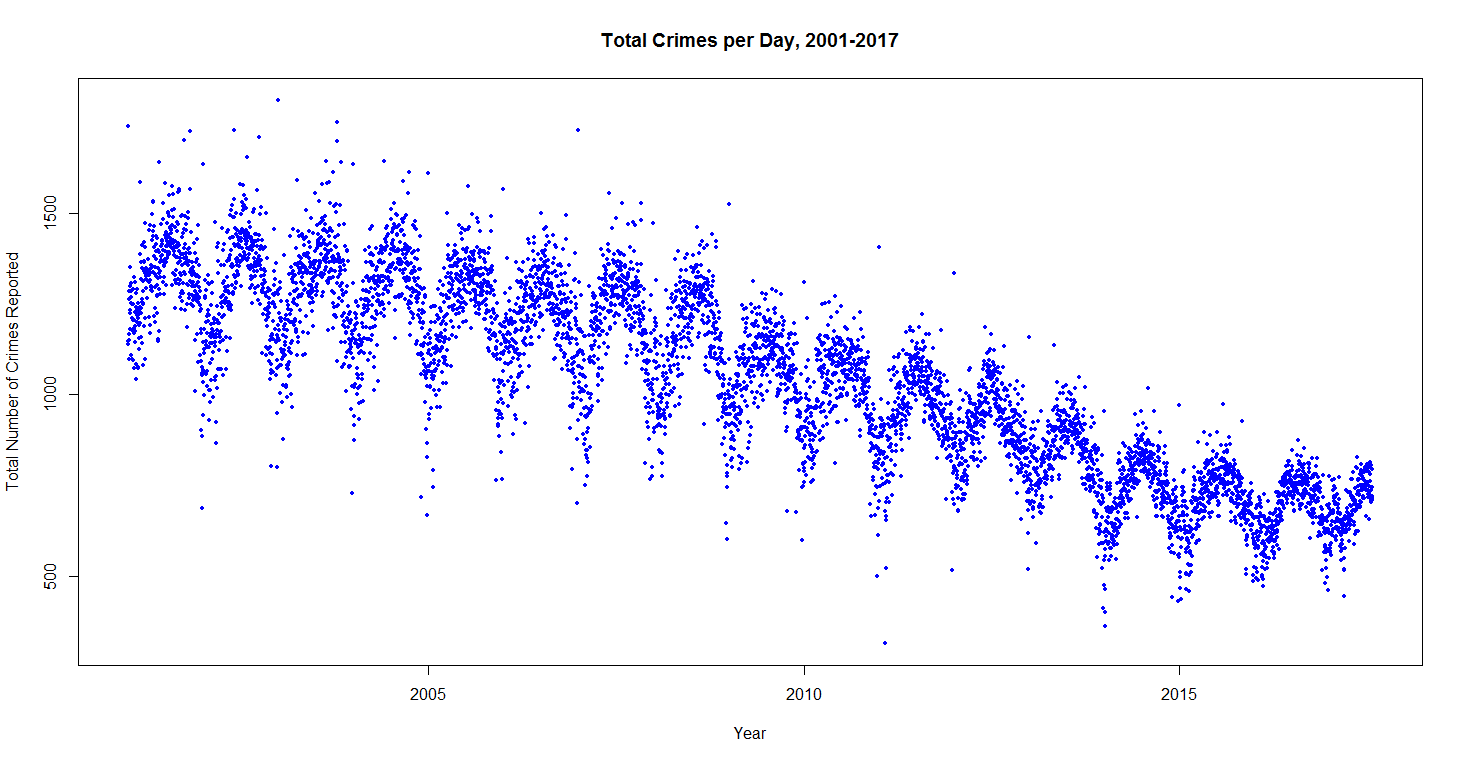 Total Crimes per Day, 2001-2017
Total Number of Crimes Reported
1500
1000
500
2005
2010
2015
Year